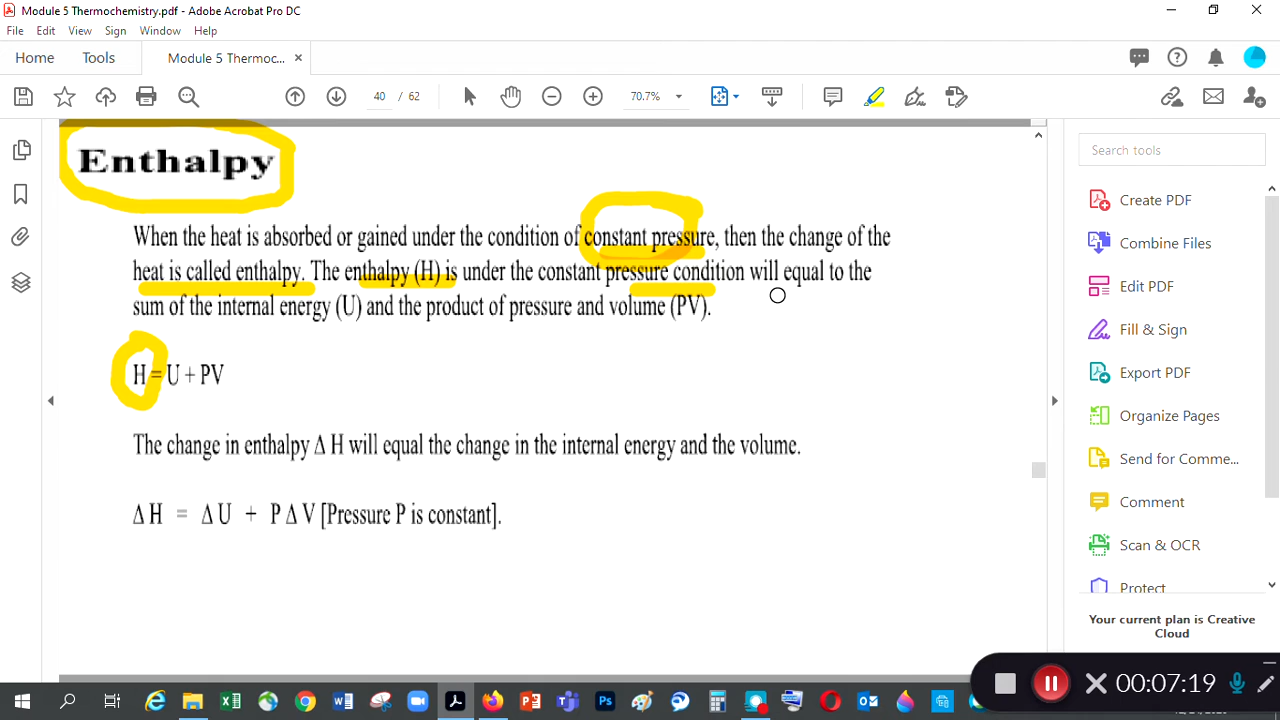 Module 5 Thermochemistry.pdf - Adobe Acrobat Pro DC
File Edit View Sign Window Help
Home Tools Module 5 Thermoc...
40 / 62 70.7%
Enthalpy
When the heat is absorbed or gained under the condition of constant pressure, then the change of the
heat is called enthalpy. The enthalpy (H) is under the constant pressure condition will equal to the
sum of the internal energy (U) and the product of pressure and volume (PV).
H = U + PV
The change in enthalpy Δ H will equal the change in the internal energy and the volume.
Δ H = Δ U + P Δ V [Pressure P is constant].
Search tools
Create PDF
Combine Files
Edit PDF
Fill & Sign
Export PDF
Organize Pages
Send for Comme...
Comment
Scan & OCR
Protect
Your current plan is Creative
Cloud
00:07:19